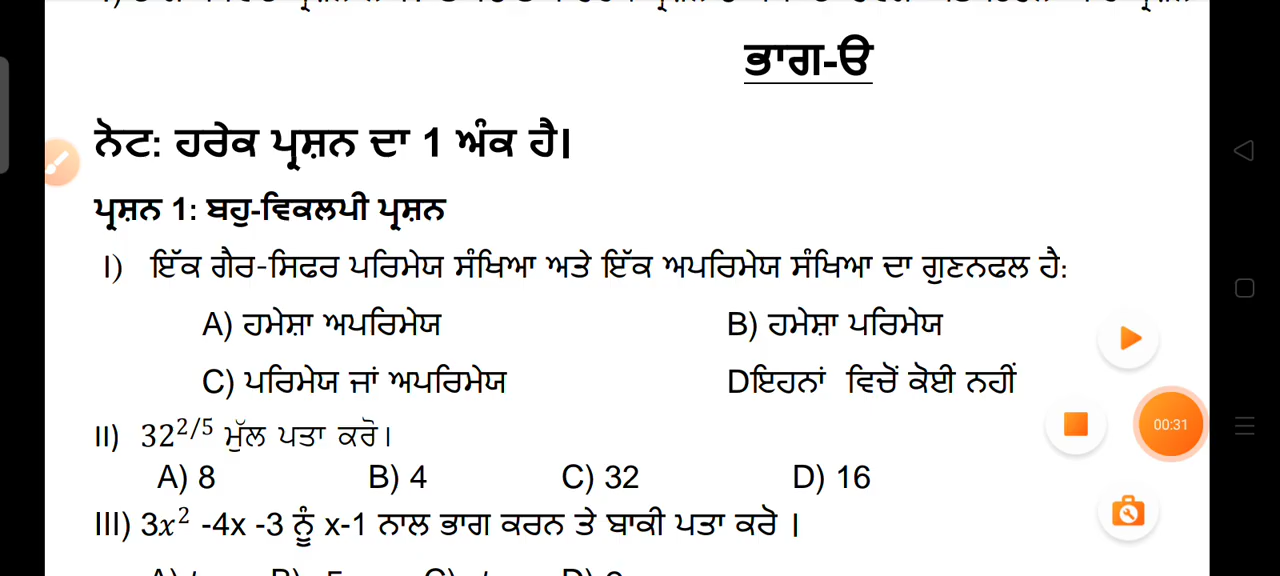 ਭਾਗ-ੳ
ਨੋਟ: ਹਰੇਕ ਪ੍ਰਸ਼ਨ ਦਾ 1 ਅੰਕ ਹੈ।
ਪ੍ਰਸ਼ਨ 1: ਬਹੁ-ਵਿਕਲਪੀ ਪ੍ਰਸ਼ਨ
I) ਇੱਕ ਗੈਰ-ਸਿਫਰ ਪਰਿਮੇਯ ਸੰਖਿਆ ਅਤੇ ਇੱਕ ਅਪਰਿਮੇਯ ਸੰਖਿਆ ਦਾ ਗੁਣਨਫਲ ਹੈ:
A) ਹਮੇਸ਼ਾ ਅਪਰਿਮੇਯ B) ਹਮੇਸ਼ਾ ਪਰਿਮੇਯ
C) ਪਰਿਮੇਯ ਜਾਂ ਅਪਰਿਮੇਯ Dਇਹਨਾਂ ਵਿਚੋਂ ਕੋਈ ਨਹੀਂ
II) 32^{2/5} ਮੁੱਲ ਪਤਾ ਕਰੋ।
00:31
A) 8 B) 4 C) 32 D) 16
III) 3x² -4x -3 ਨੂੰ x-1 ਨਾਲ ਭਾਗ ਕਰਨ ਤੇ ਬਾਕੀ ਪਤਾ ਕਰੋ ।